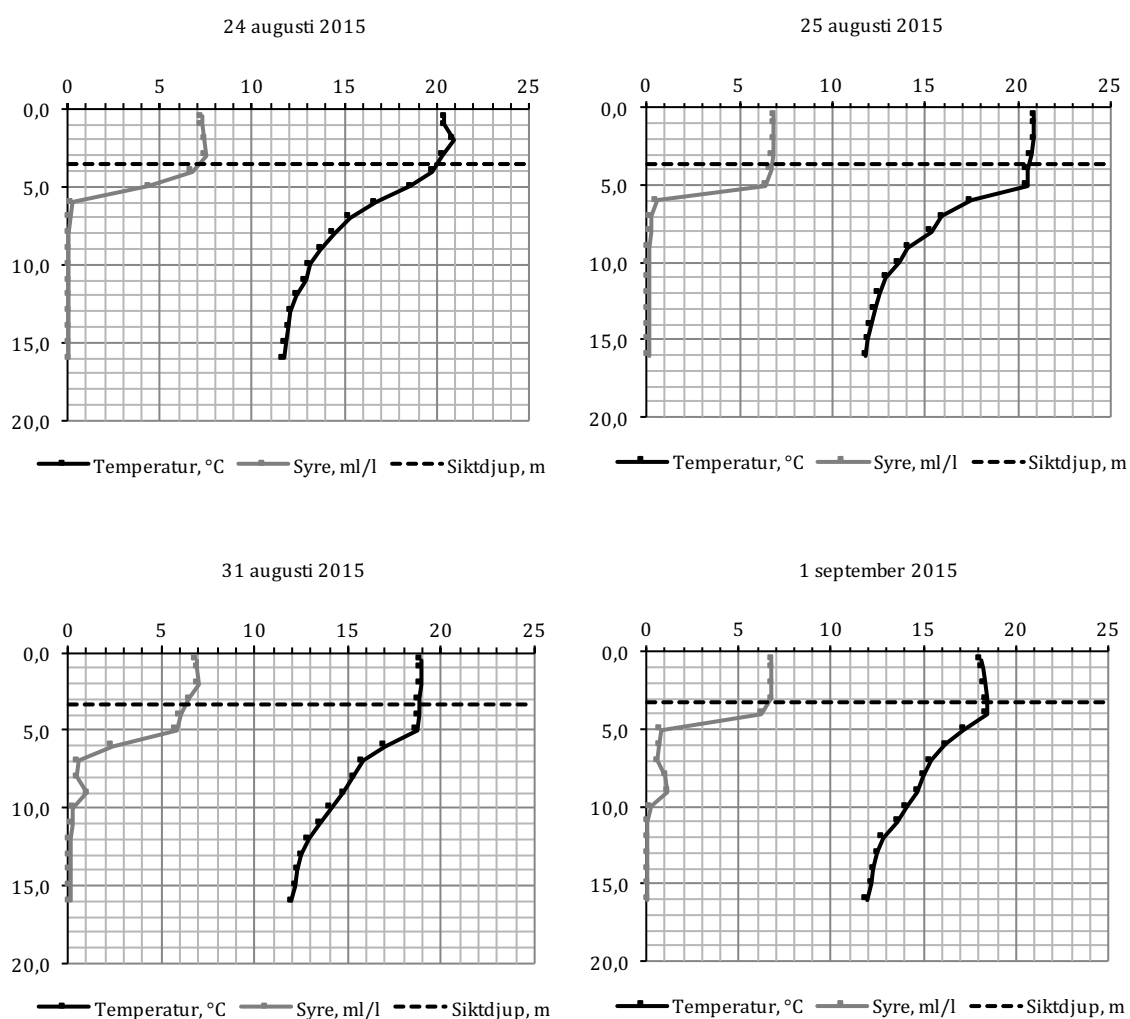 24 augusti 2015
0 5 10 15 20 25
0,0
5,0
10,0
15,0
20,0
Temperatur, °C Syre, ml/l Siktdjup, m
25 augusti 2015
0 5 10 15 20 25
0,0
5,0
10,0
15,0
20,0
Temperatur, °C Syre, ml/l Siktdjup, m
31 augusti 2015
0 5 10 15 20 25
0,0
5,0
10,0
15,0
20,0
Temperatur, °C Syre, ml/l Siktdjup, m
1 september 2015
0 5 10 15 20 25
0,0
5,0
10,0
15,0
20,0
Temperatur, °C Syre, ml/l Siktdjup, m